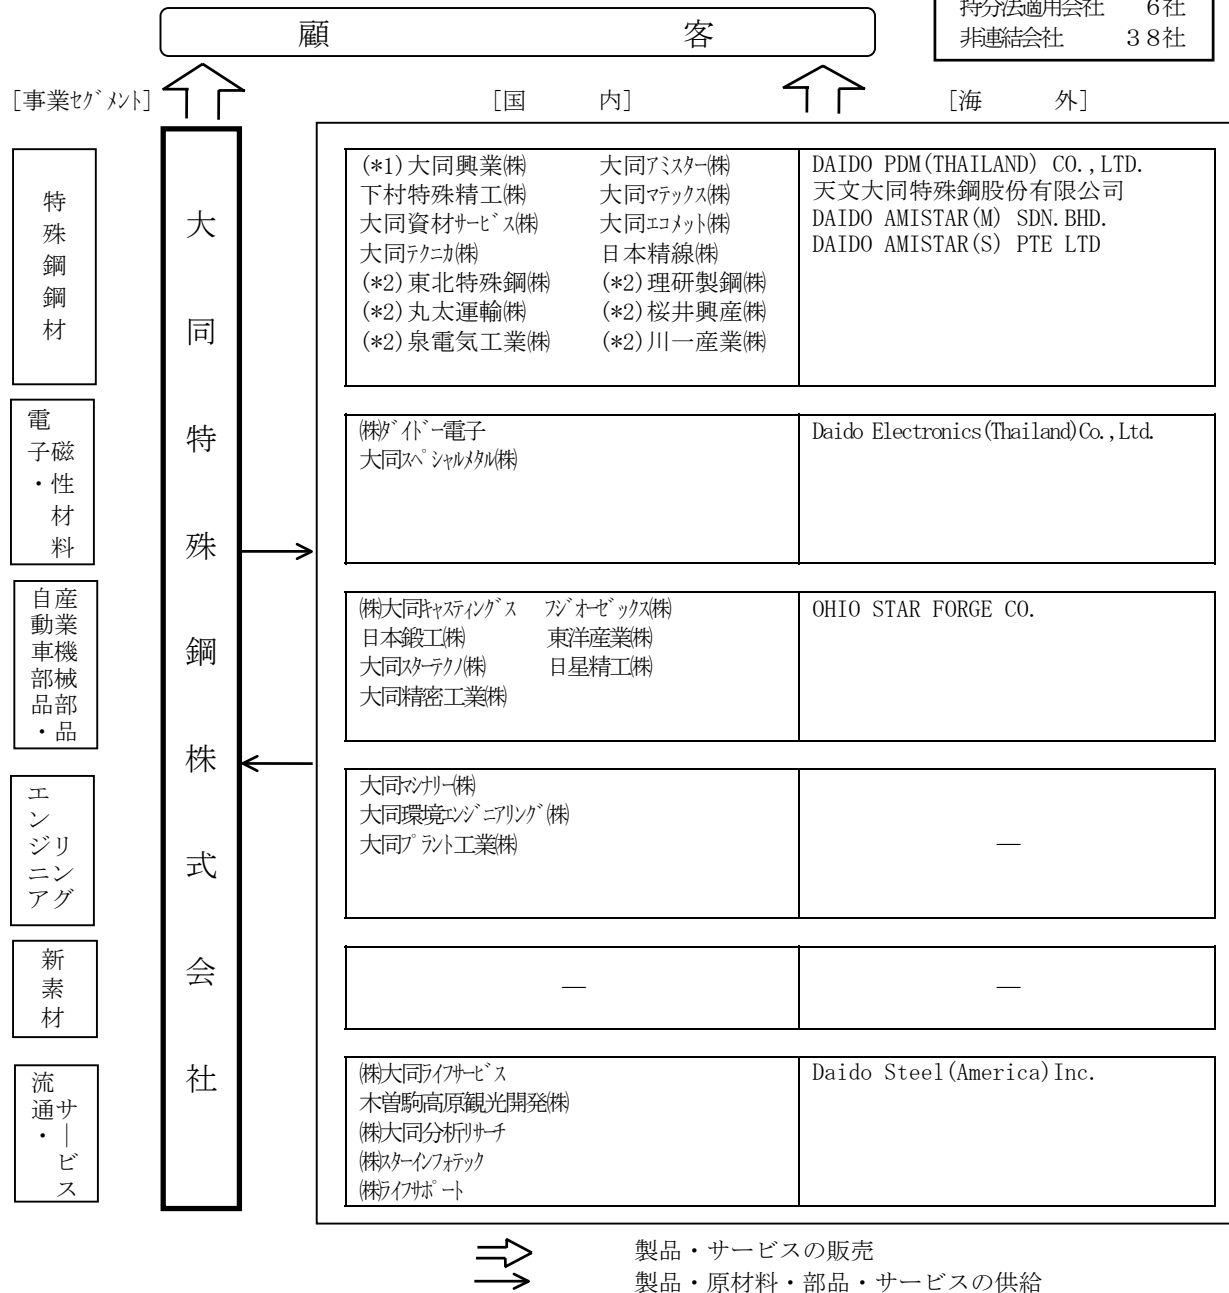 持分法適用会社 6社
非連結会社 38社
顧 客
[事業ｾｸﾞﾒﾝﾄ]
[国 内]
[海 外]
大同特殊鋼株式会社
特殊鋼鋼材
(*1)大同興業㈱ 大同ｱﾐｽﾀｰ㈱
下村特殊精工㈱ 大同ﾏﾃｯｸｽ㈱
大同資材ｻｰﾋﾞｽ㈱ 大同ｴｺﾒｯﾄ㈱
大同ﾃｸﾆｶ㈱ 日本精線㈱
(*2)東北特殊鋼㈱ (*2)理研製鋼㈱
(*2)丸太運輸㈱ (*2)桜井興産㈱
(*2)泉電気工業㈱ (*2)川一産業㈱
DAIDO PDM(THAILAND) CO.,LTD.
天文大同特殊鋼股份有限公司
DAIDO AMISTAR(M) SDN.BHD.
DAIDO AMISTAR(S) PTE LTD
電子・
磁性材料
㈱ﾀﾞｲﾄﾞｰ電子
大同ｽﾍﾟｼｬﾙﾒﾀﾙ㈱
Daido Electronics(Thailand)Co.,Ltd.
自動車部品・
産業機械部品
㈱大同ｷｬｽﾃｨﾝｸﾞｽ ﾌｼﾞｵｰｾﾞｯｸｽ㈱
日本鍛工㈱ 東洋産業㈱
大同ｽﾀｰﾃｸﾉ㈱ 日星精工㈱
大同精密工業㈱
OHIO STAR FORGE CO.
エンジニア
リング
大同ﾏｼﾅﾘｰ㈱
大同環境ｴﾝｼﾞﾆｱﾘﾝｸﾞ㈱
大同ﾌﾟﾗﾝﾄ工業㈱
―
新素材
―
―
流通・
サービス
㈱大同ﾗｲﾌｻｰﾋﾞｽ
木曽駒高原観光開発㈱
㈱大同分析ﾘｻｰﾁ
㈱ｽﾀｰｲﾝﾌｫﾃｯｸ
㈱ﾗｲﾌｻﾎﾟｰﾄ
Daido Steel(America)Inc.
製品・サービスの販売
製品・原材料・部品・サービスの供給